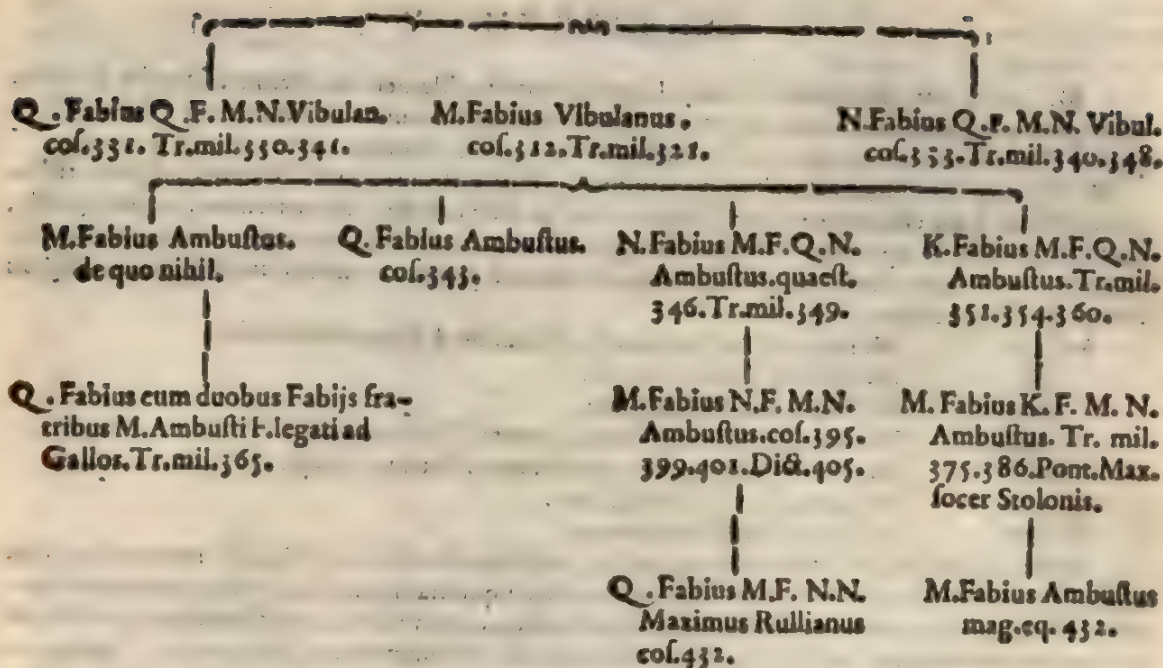 Q. Fabius Q. F. M. N. Vibulan.
cos. 331. Tr. mil. 330. 341.
M. Fabius Vibulanus.
cos. 312. Tr. mil. 321.
N. Fabius Q. F. M. N. Vibul.
cos. 333. Tr. mil. 340. 348.
M. Fabius Ambustus.
de quo nihil.
Q. Fabius Ambustus.
cos. 343.
N. Fabius M. F. Q. N.
Ambustus. quaest.
346. Tr. mil. 349.
K. Fabius M. F. Q. N.
Ambustus. Tr. mil.
351. 354. 360.
Q. Fabius cum duobus Fabijs fra-
tribus M. Ambusti F. legati ad
Gallos. Tr. mil. 365.
M. Fabius N. F. M. N.
Ambustus. cos. 395.
399. 401. Dict. 405.
M. Fabius K. F. M. N.
Ambustus. Tr. mil.
375. 386. Pont. Max.
socer Stolonis.
Q. Fabius M. F. N. N.
Maximus Rullianus
cos. 432.
M. Fabius Ambustus
mag. eq. 432.